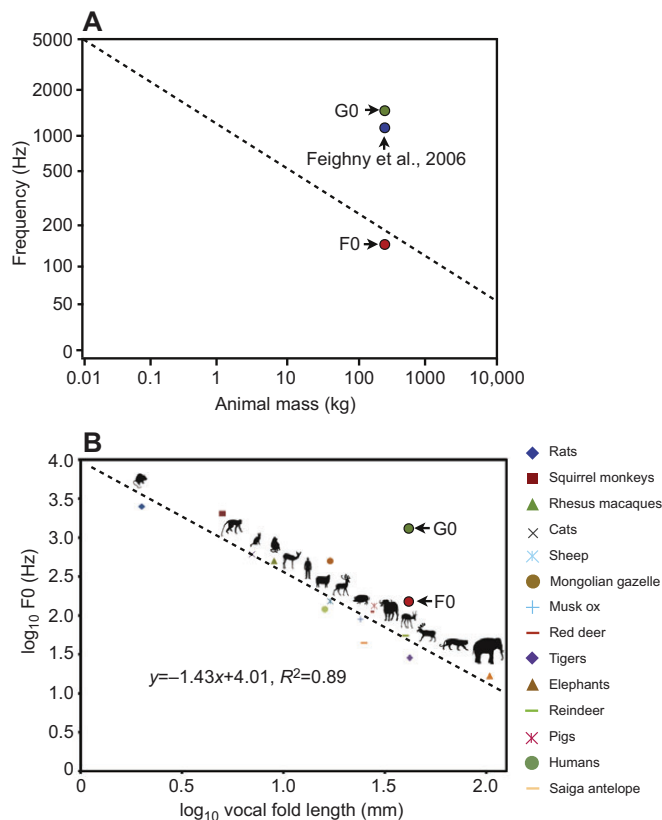 A
5000
2000
1000
500
200
100
50
0
Frequency (Hz)
G0
Feighny et al., 2006
F0
0.01 0.1 1 10 100 1000 10,000
Animal mass (kg)
B
4.0
3.5
3.0
2.5
2.0
1.5
1.0
0.5
0
log10 F0 (Hz)
G0
F0
y=–1.43x+4.01, R²=0.89
0 0.5 1.0 1.5 2.0
log10 vocal fold length (mm)
Rats
Squirrel monkeys
Rhesus macaques
Cats
Sheep
Mongolian gazelle
Musk ox
Red deer
Tigers
Elephants
Reindeer
Pigs
Humans
Saiga antelope